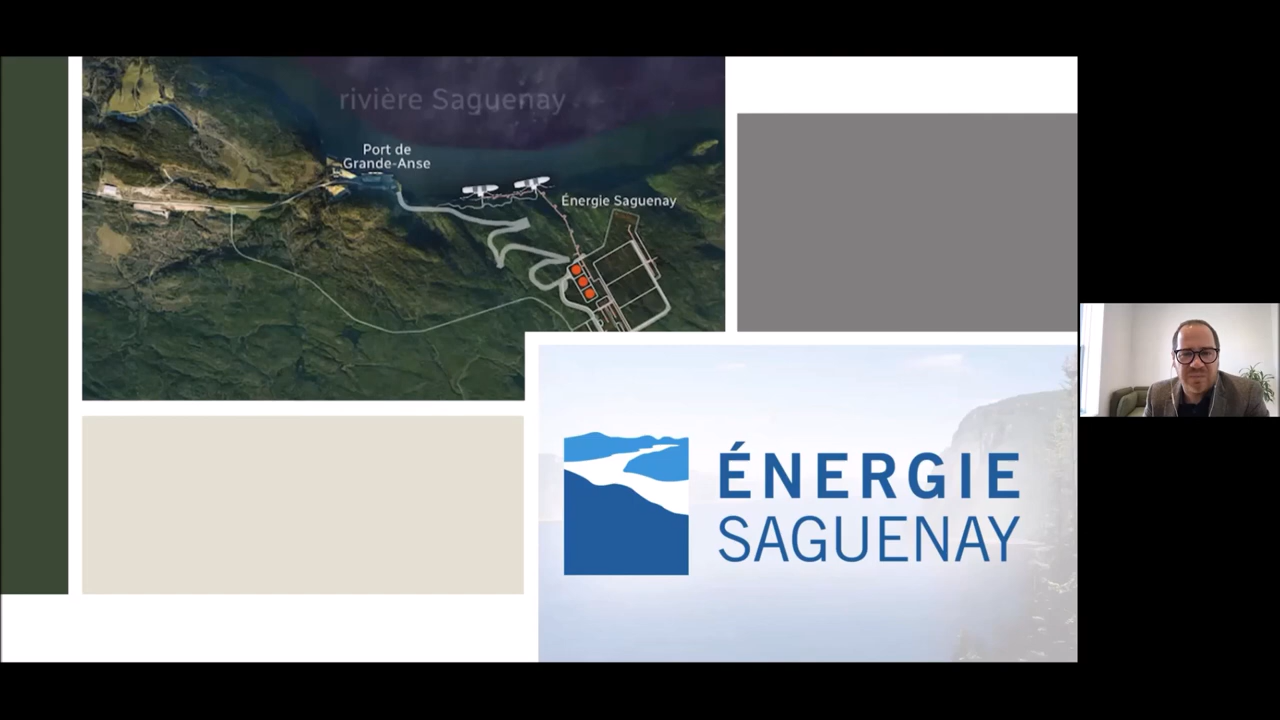 rivière Saguenay
Port de
Grande-Anse
Énergie Saguenay
ÉNERGIE
SAGUENAY